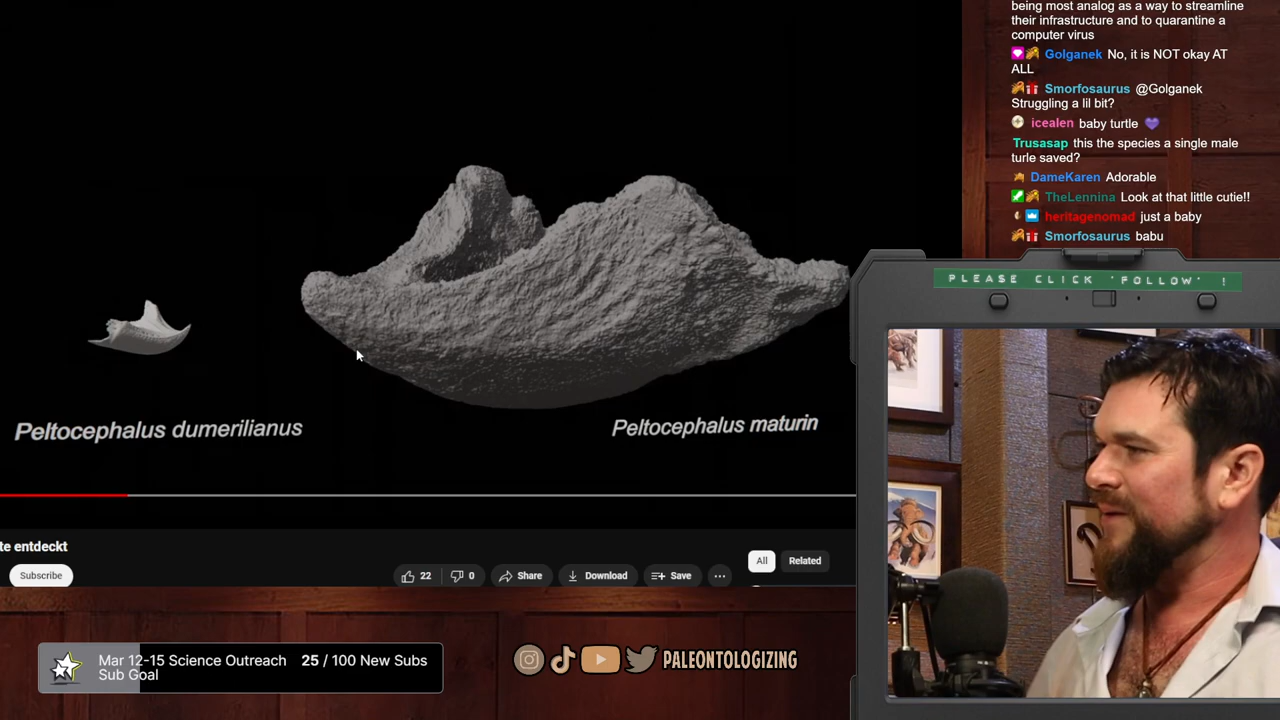 being most analog as a way to streamline
their infrastructure and to quarantine a
computer virus
Golganek No, it is NOT okay AT
ALL
Smorfosaurus @Golganek
Struggling a lil bit?
icealen baby turtle
Trusasap this the species a single male
turle saved?
DameKaren Adorable
TheLennina Look at that little cutie!!
heritagenomad just a baby
Smorfosaurus babu
PLEASE CLICK 'FOLLOW' !
Peltocephalus dumerilianus
Peltocephalus maturin
te entdeckt
Subscribe
22
0
Share
Download
Save
All
Related
Mar 12-15 Science Outreach 25 / 100 New Subs
Sub Goal
PALEONTOLOGIZING